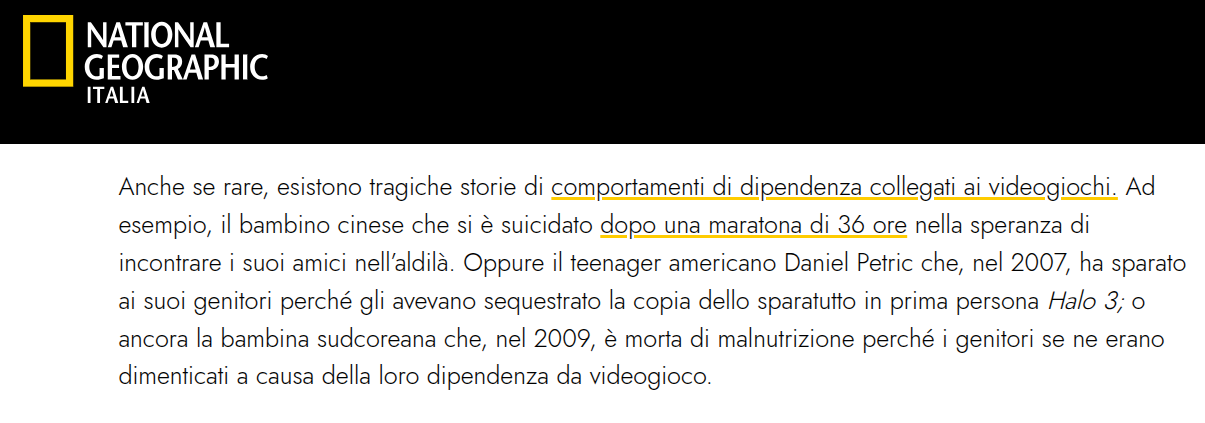 NATIONAL
GEOGRAPHIC
ITALIA
Anche se rare, esistono tragiche storie di comportamenti di dipendenza collegati ai videogiochi. Ad
esempio, il bambino cinese che si è suicidato dopo una maratona di 36 ore nella speranza di
incontrare i suoi amici nell'aldilà. Oppure il teenager americano Daniel Petric che, nel 2007, ha sparato
ai suoi genitori perché gli avevano sequestrato la copia dello sparatutto in prima persona Halo 3; o
ancora la bambina sudcoreana che, nel 2009, è morta di malnutrizione perché i genitori se ne erano
dimenticati a causa della loro dipendenza da videogioco.